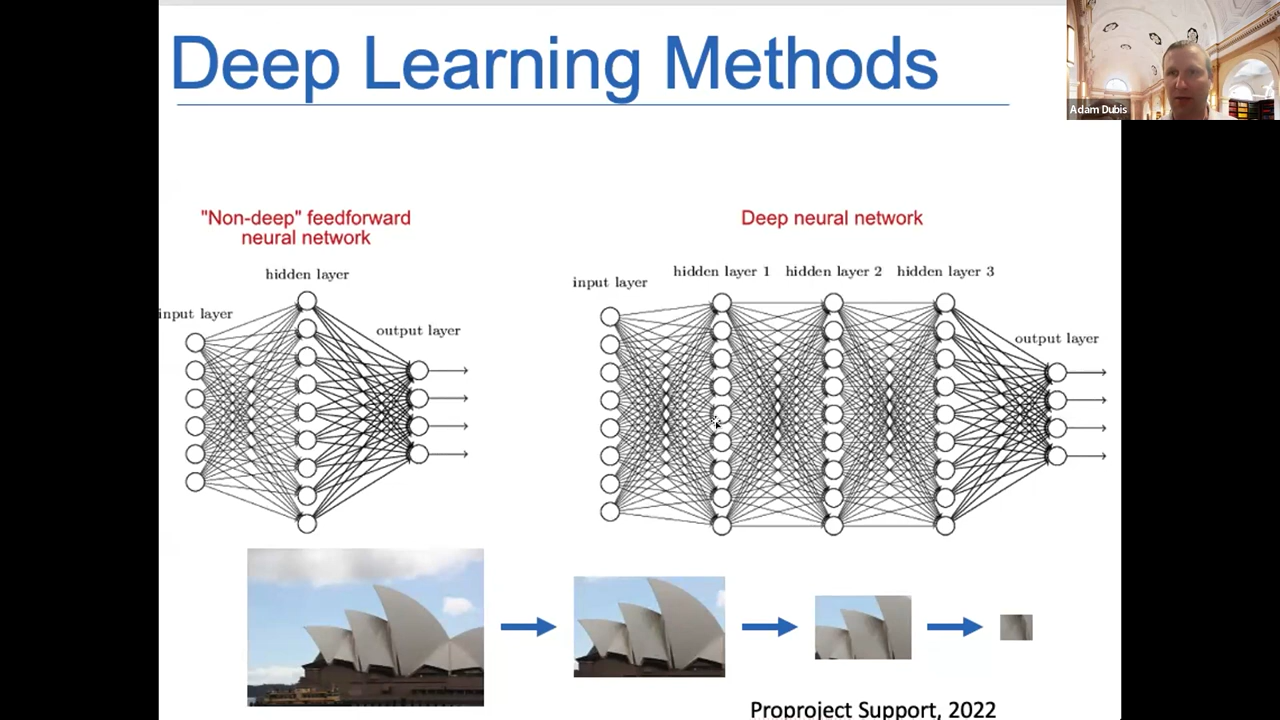 Deep Learning Methods
Adam Dubis
"Non-deep" feedforward
neural network
hidden layer
input layer
output layer
Deep neural network
input layer
hidden layer 1
hidden layer 2
hidden layer 3
output layer
Proproject Support, 2022